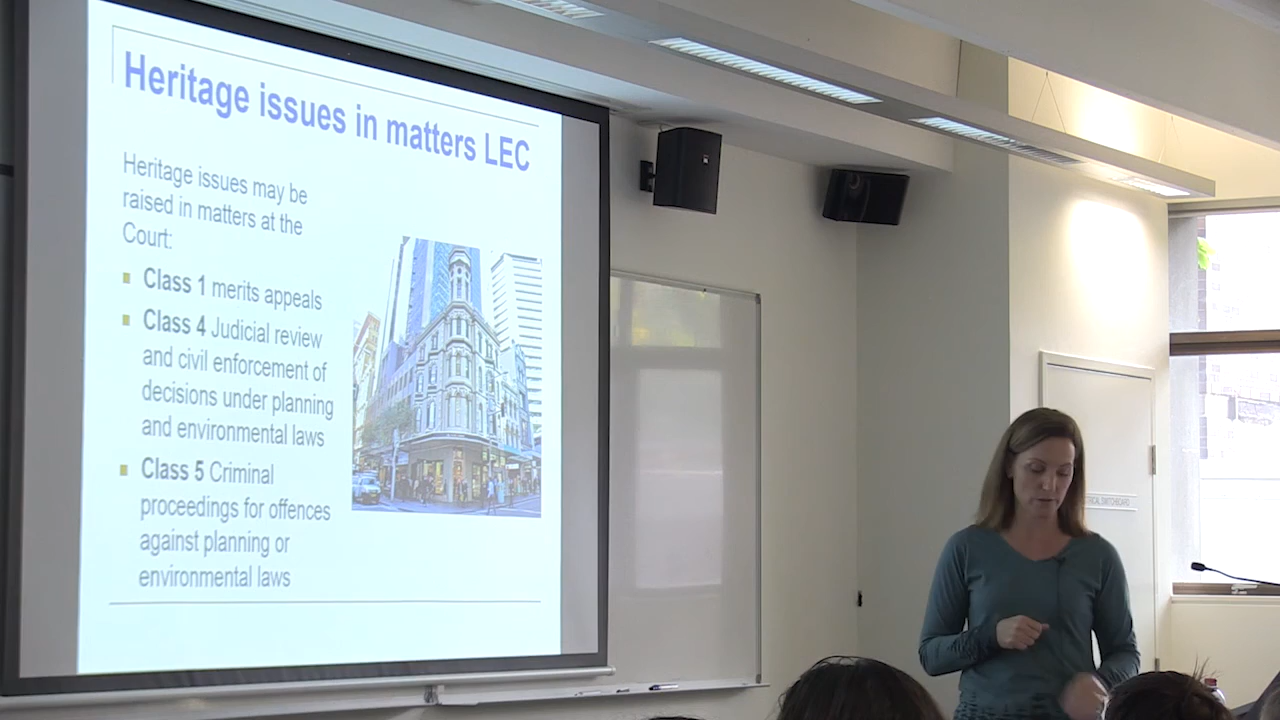 Heritage issues in matters LEC
Heritage issues may be
raised in matters at the
Court:
Class 1 merits appeals
Class 4 Judicial review
and civil enforcement of
decisions under planning
and environmental laws
Class 5 Criminal
proceedings for offences
against planning or
environmental laws
SWITCHBOARD